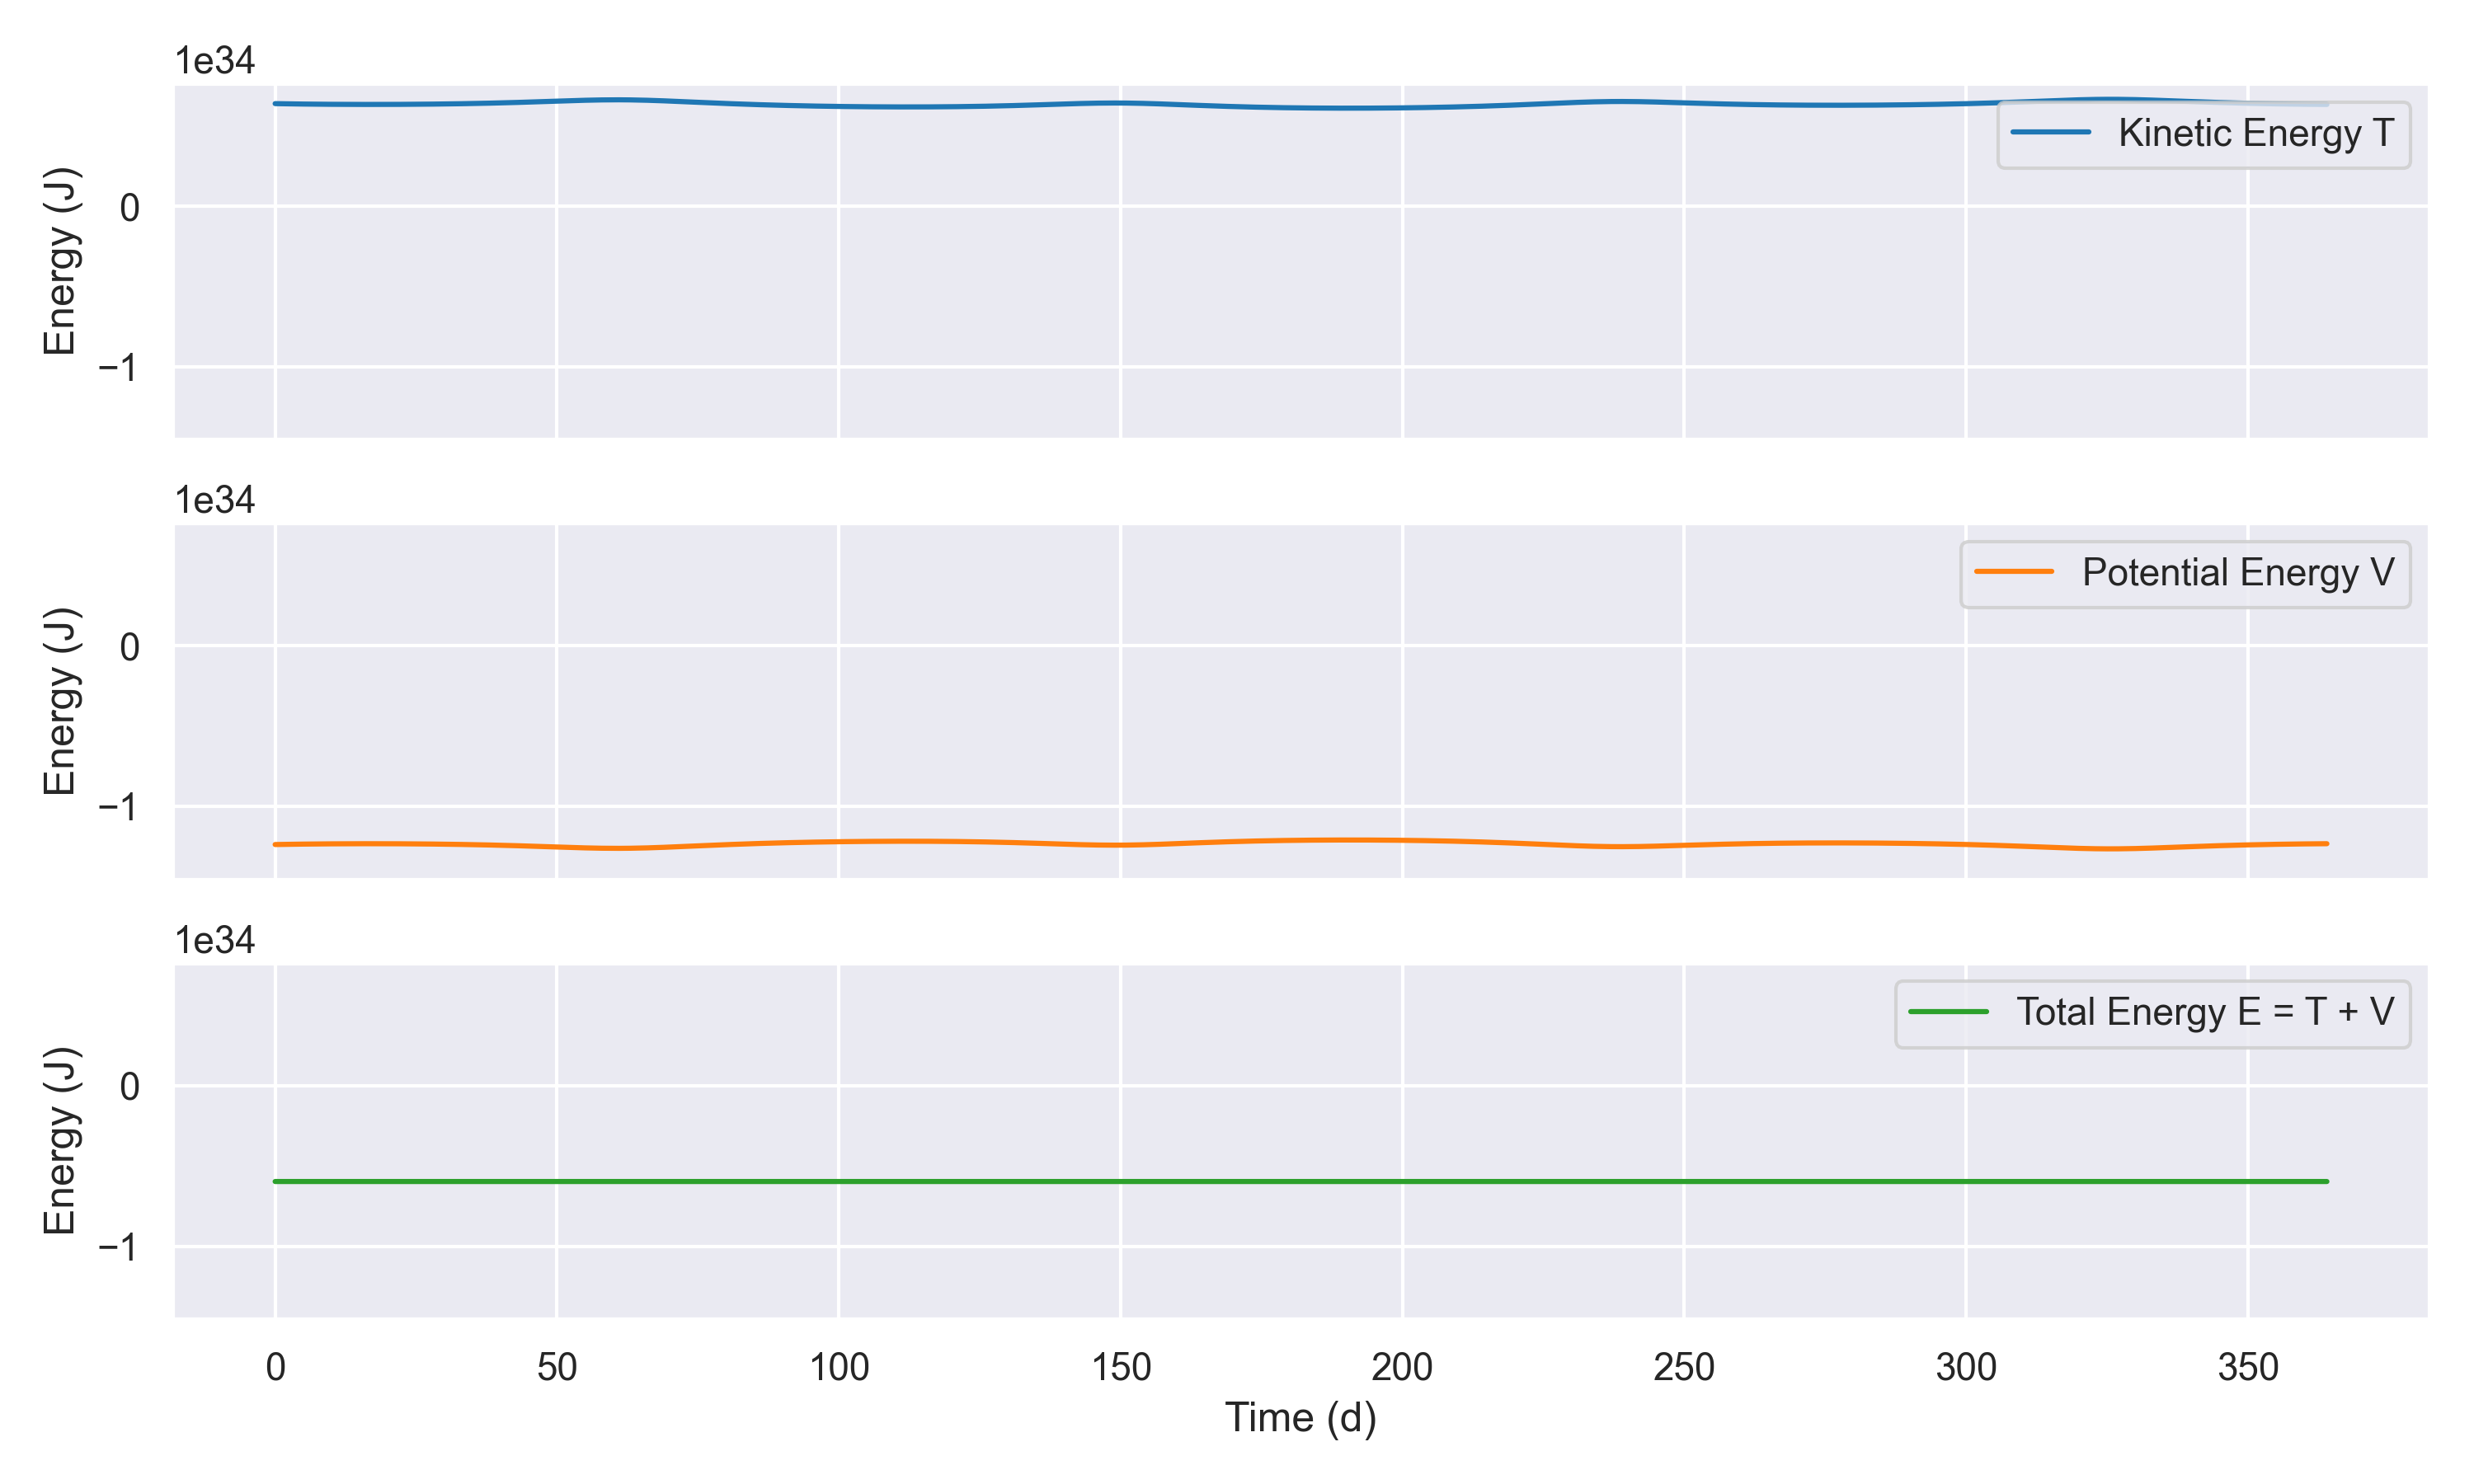 1e34
Energy (J)
0
−1
Kinetic Energy T
1e34
Energy (J)
0
−1
Potential Energy V
1e34
Energy (J)
0
−1
Total Energy E = T + V
0 50 100 150 200 250 300 350
Time (d)